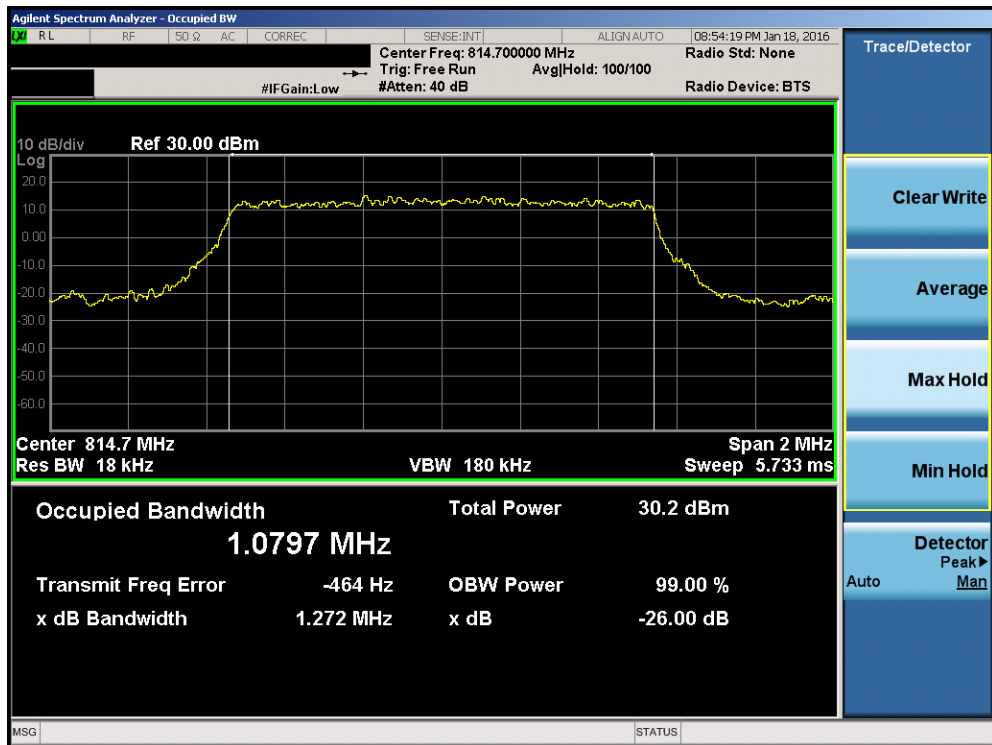 Agilent Spectrum Analyzer - Occupied BW
LXI RL RF 50 Ω AC CORREC SENSE:INT ALIGN AUTO 08:54:19 PM Jan 18, 2016
Center Freq: 814.700000 MHz Radio Std: None
Trig: Free Run Avg|Hold: 100/100
#IFGain:Low #Atten: 40 dB Radio Device: BTS
10 dB/div Ref 30.00 dBm
Log
20.0
10.0
0.00
-10.0
-20.0
-30.0
-40.0
-50.0
-60.0
Center 814.7 MHz Span 2 MHz
Res BW 18 kHz VBW 180 kHz Sweep 5.733 ms
Occupied Bandwidth Total Power 30.2 dBm
1.0797 MHz
Transmit Freq Error -464 Hz OBW Power 99.00 %
x dB Bandwidth 1.272 MHz x dB -26.00 dB
MSG STATUS
Trace/Detector
Clear Write
Average
Max Hold
Min Hold
Detector
Peak▶
Auto Man